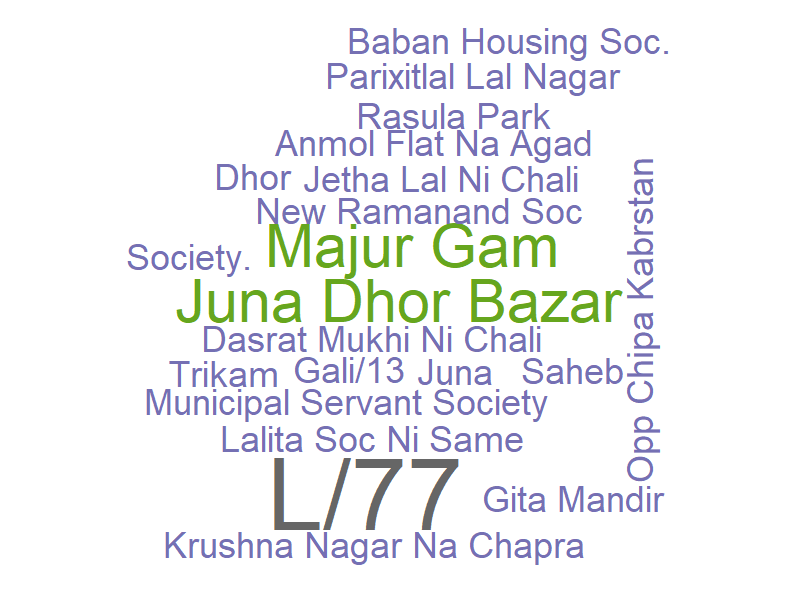 Baban Housing Soc.
Parixitlal Lal Nagar
Rasula Park
Anmol Flat Na Agad
Dhor
Jetha Lal Ni Chali
New Ramanand Soc
Society.
Majur Gam
Juna Dhor Bazar
Opp Chipa Kabrstan
Dasrat Mukhi Ni Chali
Trikam
Gali/13
Juna
Saheb
Municipal Servant Society
Lalita Soc Ni Same
L/77
Gita Mandir
Krushna Nagar Na Chapra